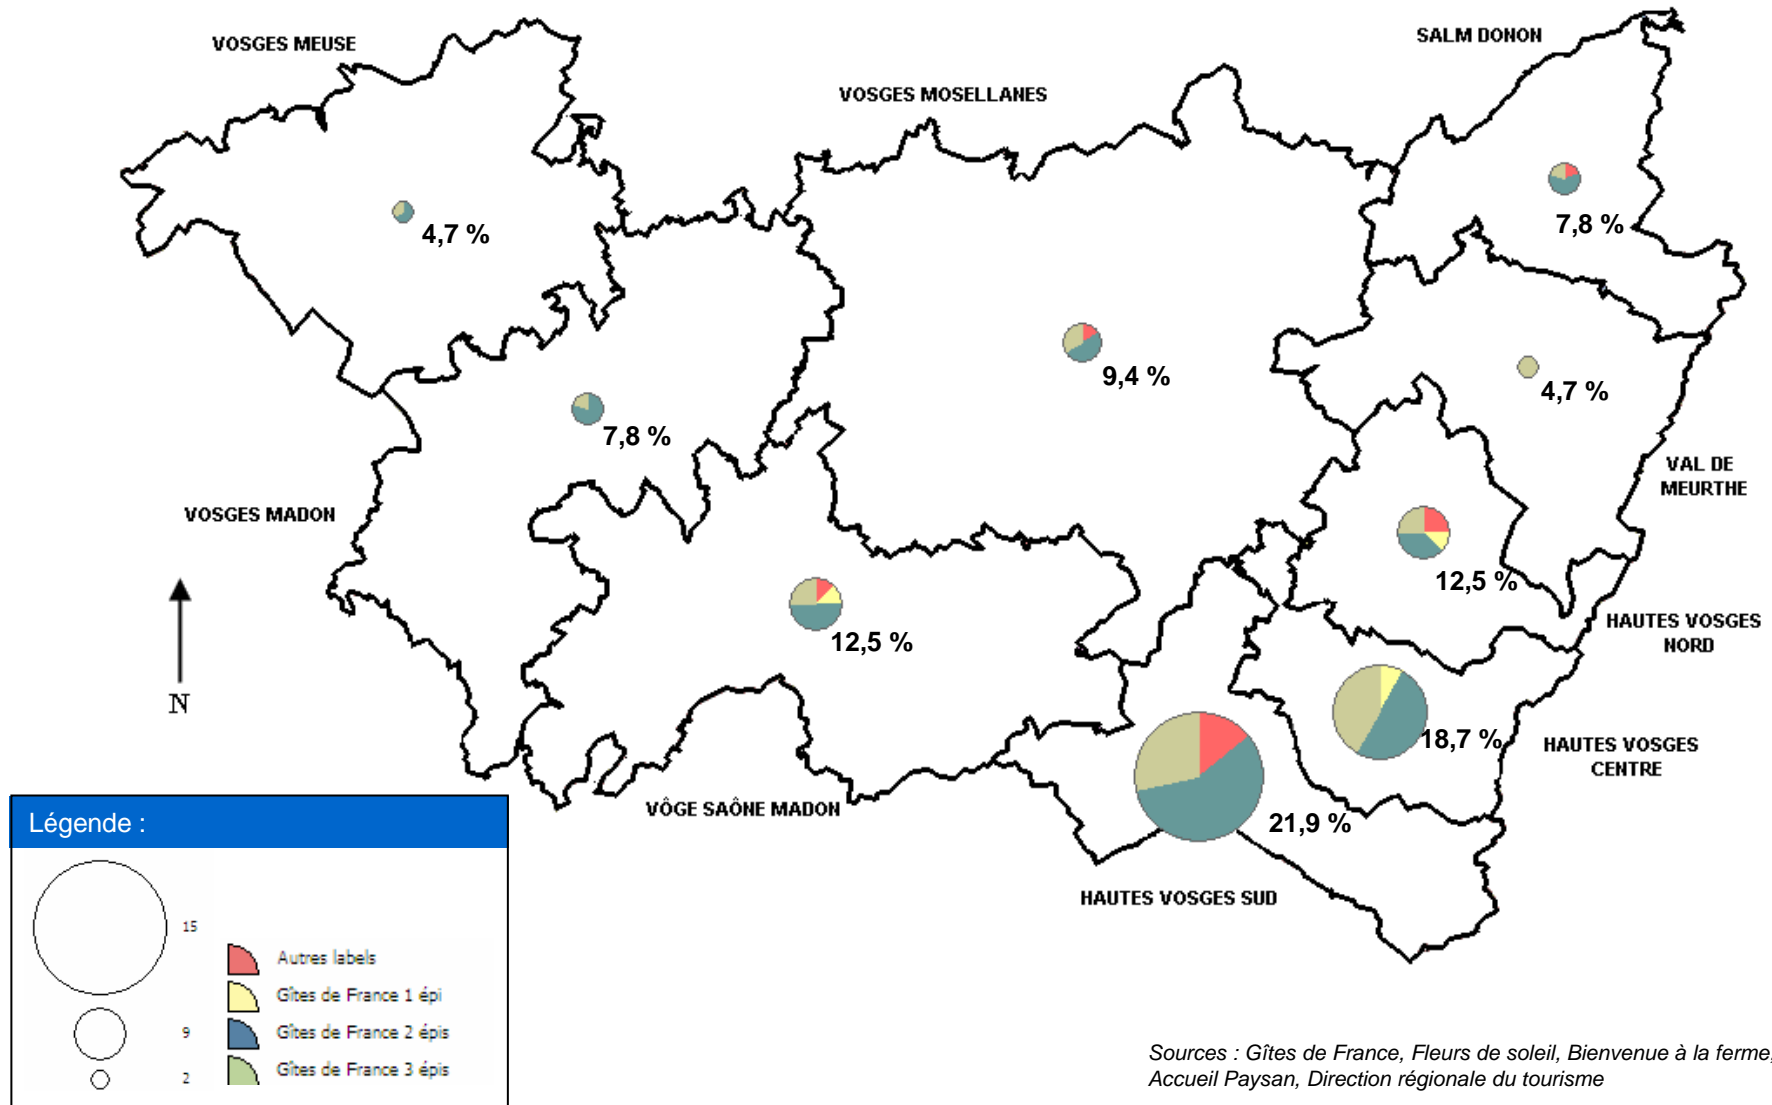 VOSGES MEUSE
SALM DONON
VOSGES MOSELLANES
4,7 %
7,8 %
9,4 %
4,7 %
7,8 %
VAL DE
MEURTHE
VOSGES MADON
12,5 %
12,5 %
HAUTES VOSGES
NORD
N
18,7 %
HAUTES VOSGES
CENTRE
VÔGE SAÔNE MADON
21,9 %
HAUTES VOSGES SUD
Légende :
15
9
2
Autres labels
Gîtes de France 1 épi
Gîtes de France 2 épis
Gîtes de France 3 épis
Sources : Gîtes de France, Fleurs de soleil, Bienvenue à la ferme,
Accueil Paysan, Direction régionale du tourisme